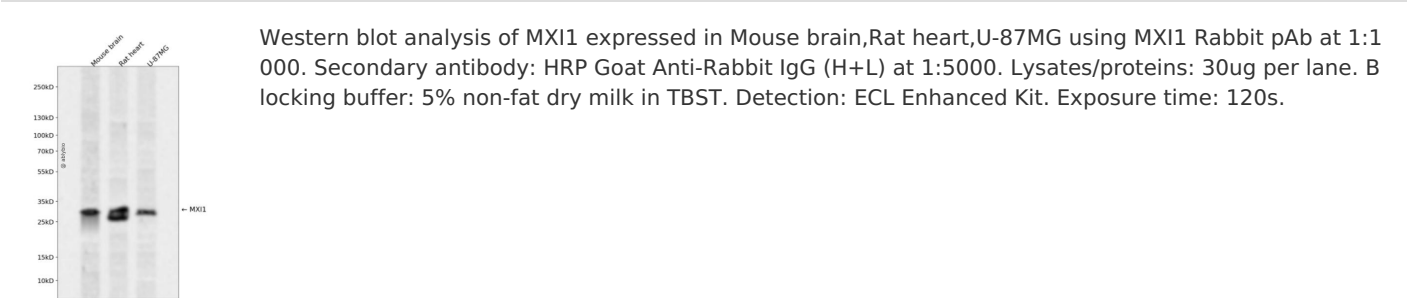 Mouse brain
Rat heart
U-87MG
Western blot analysis of MXI1 expressed in Mouse brain,Rat heart,U-87MG using MXI1 Rabbit pAb at 1:1
000. Secondary antibody: HRP Goat Anti-Rabbit IgG (H+L) at 1:5000. Lysates/proteins: 30ug per lane. B
locking buffer: 5% non-fat dry milk in TBST. Detection: ECL Enhanced Kit. Exposure time: 120s.
250kD
130kD
100kD
70kD
55kD
35kD
← MXI1
25kD
15kD
10kD